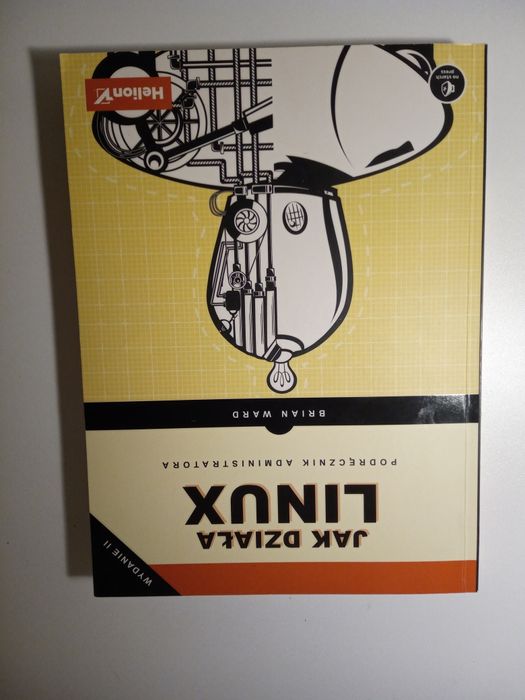 WYDANIE II
JAK DZIAŁA
LINUX
PODRĘCZNIK ADMINISTRATORA
BRIAN WARD
no starch
press
Helion